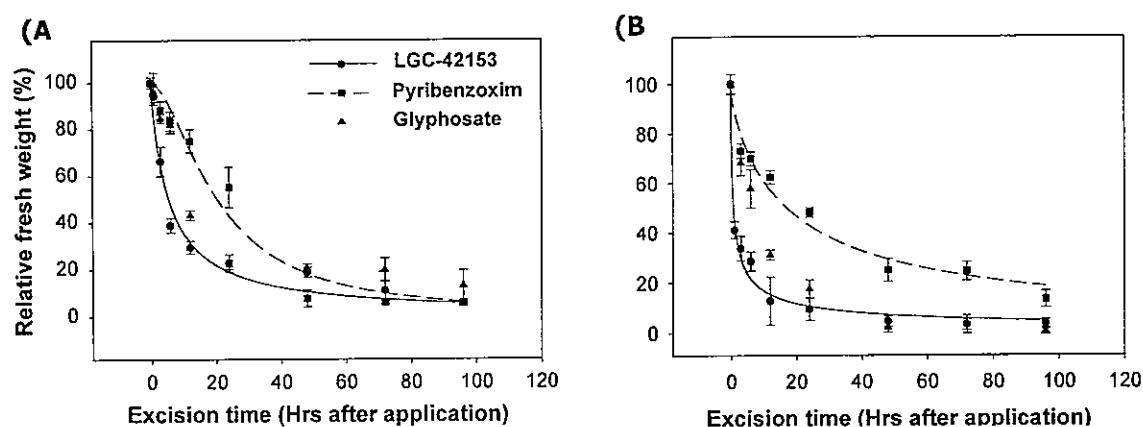 (A
(B
LGC-42153
Pyribenzoxim
Glyphosate
Relative fresh weight (%)
100
80
60
40
20
0
0 20 40 60 80 100 120
Excision time (Hrs after application)
100
80
60
40
20
0
0 20 40 60 80 100 120
Excision time (Hrs after application)